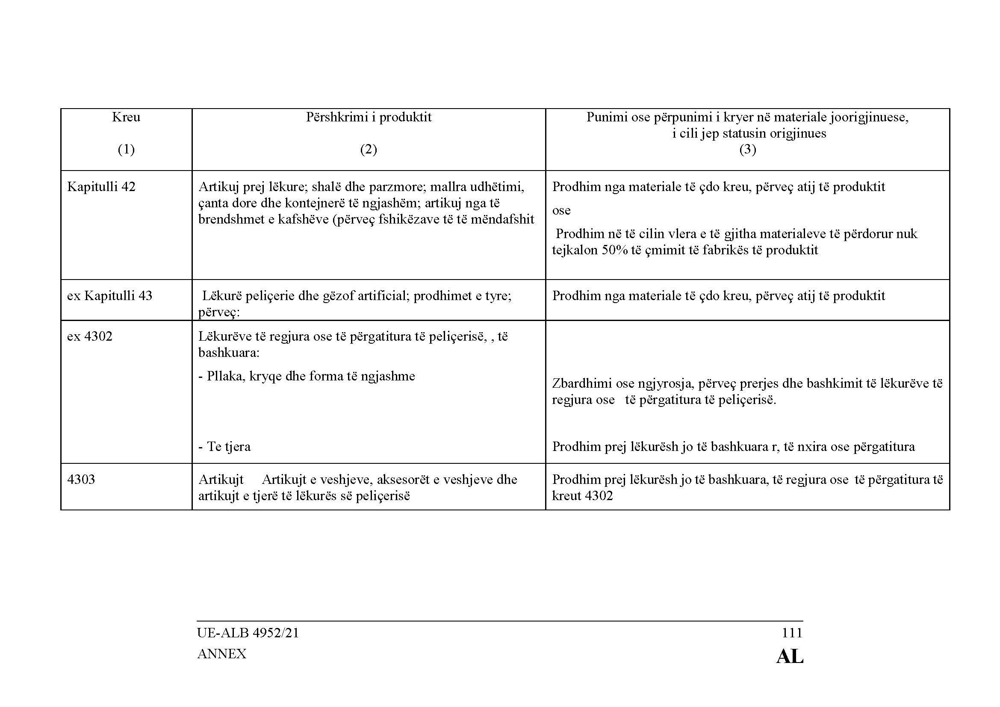 Kreu
(1)
Përshkrimi i produktit
(2)
Punimi ose përpunimi i kryer në materiale joorigjinuese,
i cili jep statusin origjinues
(3)
Kapitulli 42
Artikuj prej lëkure; shalë dhe parzmore; mallra udhëtimi,
çanta dore dhe kontejnerë të ngjashëm; artikuj nga të
brendshmet e kafshëve (përveç fshikëzave të të mëndafshit
Prodhim nga materiale të çdo kreu, përveç atij të produktit
ose
Prodhim në të cilin vlera e të gjitha materialeve të përdorur nuk
tejkalon 50% të çmimit të fabrikës të produktit
ex Kapitulli 43
Lëkurë peliçerie dhe gëzof artificial; prodhimet e tyre;
përveç:
Prodhim nga materiale të çdo kreu, përveç atij të produktit
ex 4302
Lëkurëve të regjura ose të përgatitura të peliçerisë, , të
bashkuara:
- Pllaka, kryqe dhe forma të ngjashme
Zbardhimi ose ngjyrosja, përveç prerjes dhe bashkimit të lëkurëve të
regjura ose   të përgatitura të peliçerisë.
- Te tjera
Prodhim prej lëkurësh jo të bashkuara r, të nxira ose përgatitura
4303
Artikujt     Artikujt e veshjeve, aksesorët e veshjeve dhe
artikujt e tjerë të lëkurës së peliçerisë
Prodhim prej lëkurësh jo të bashkuara, të regjura ose  të përgatitura të
kreut 4302
UE-ALB 4952/21
111
ANNEX
AL